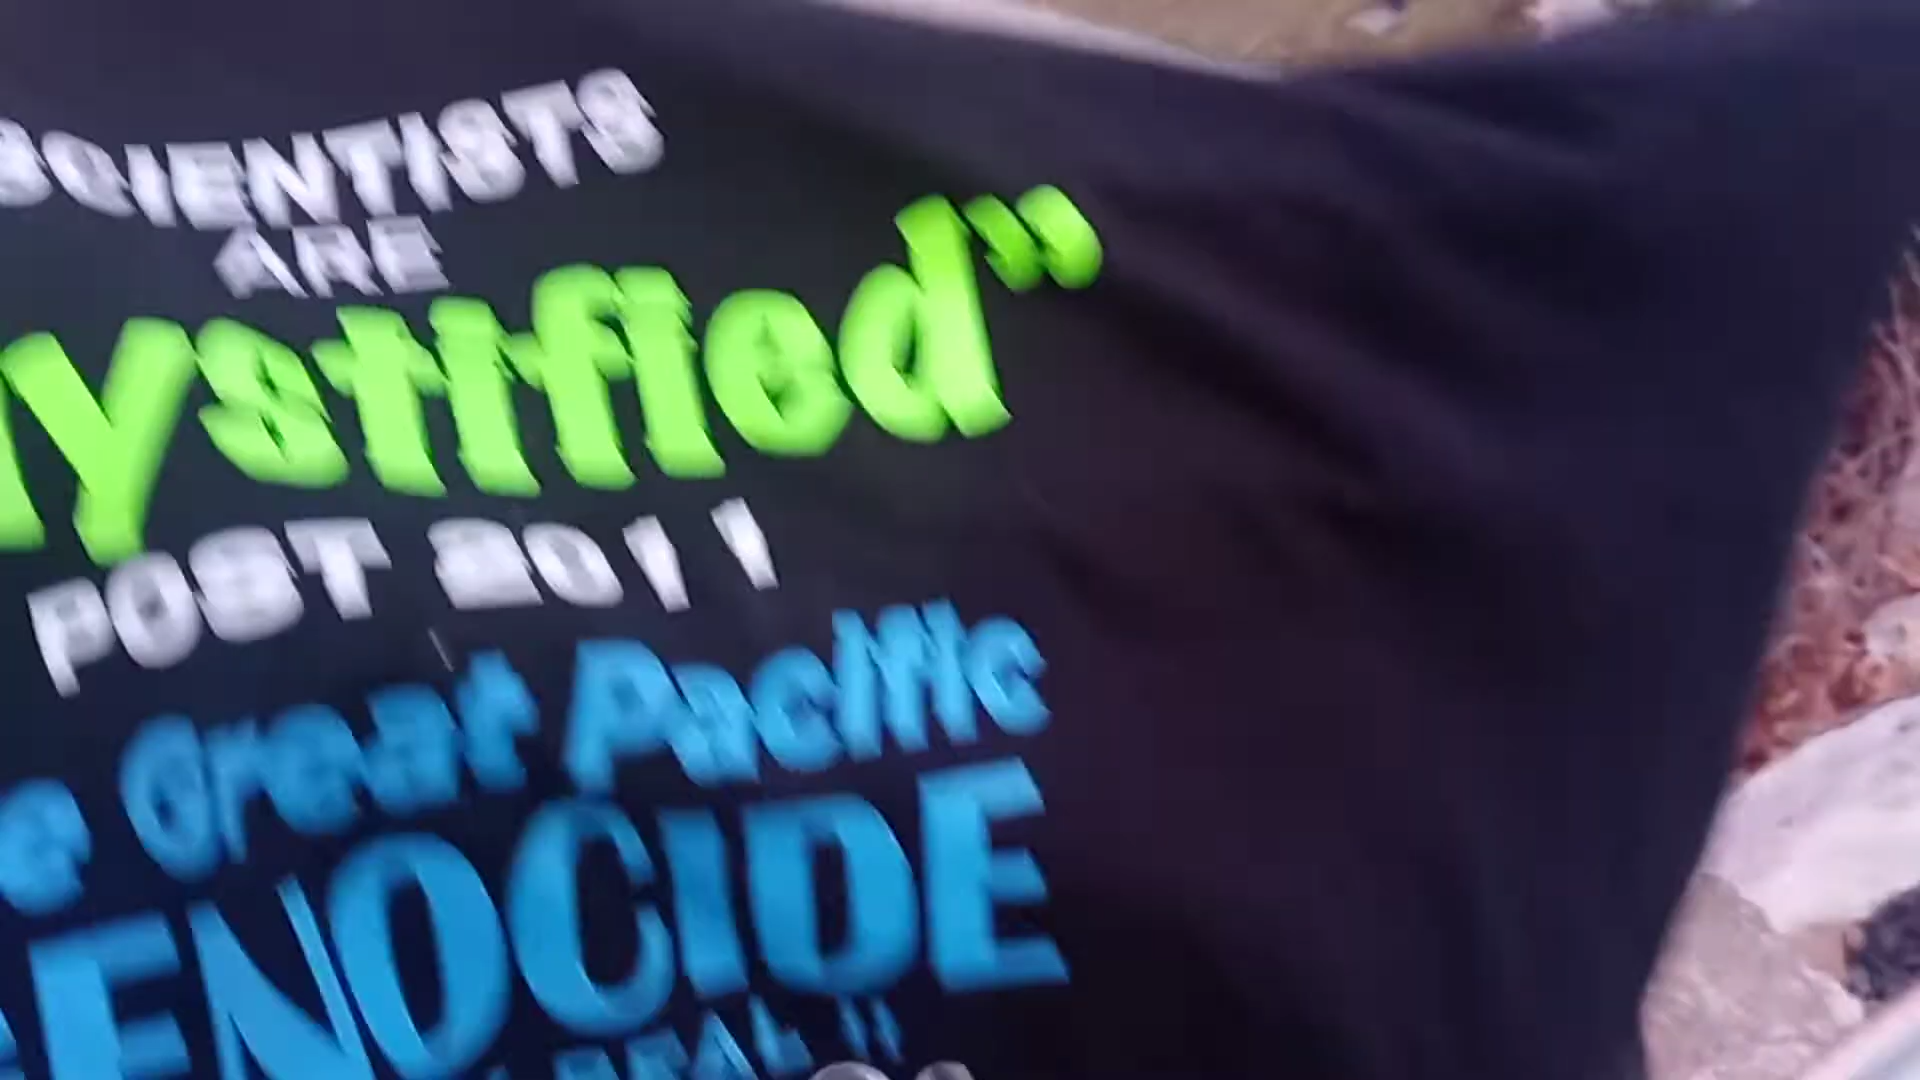 SCIENTISTS
ARE
ystified”
POST 2011
e Great Pacific
ENOCIDE